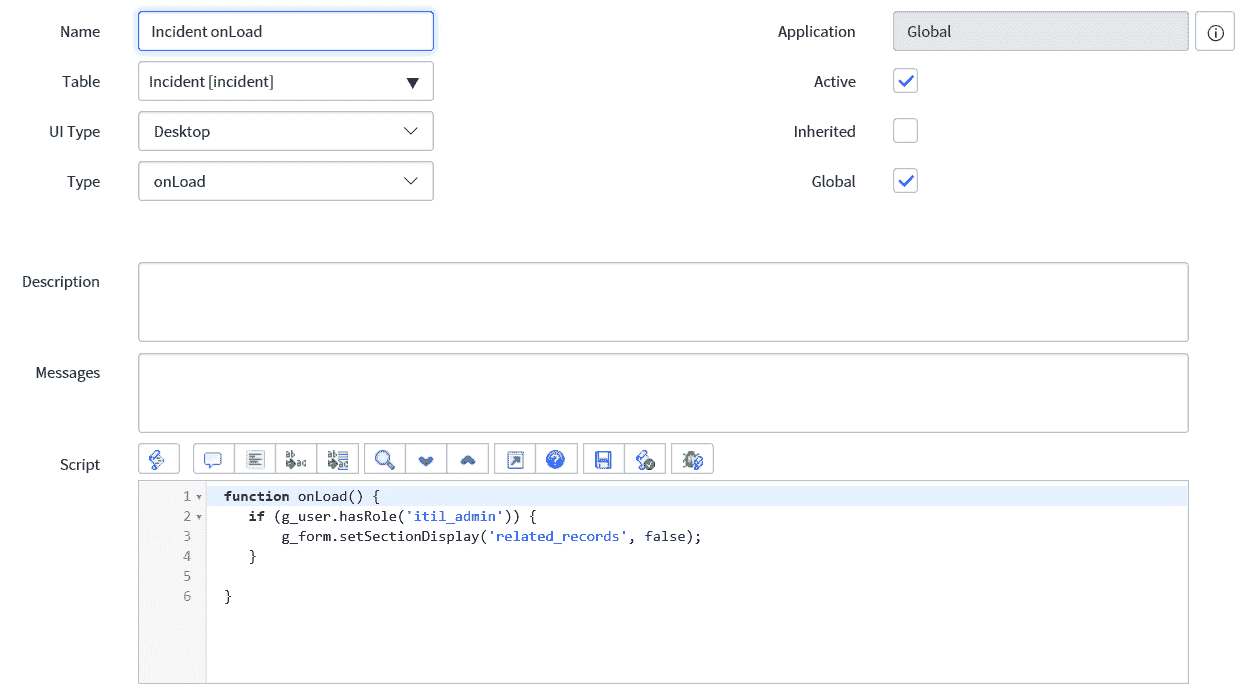 Name Incident onLoad Application Global
Table Incident [incident] Active
UI Type Desktop Inherited
Type onLoad Global
Description
Messages
Script
1 function onLoad() {
2 if (g_user.hasRole('itil_admin')) {
3 g_form.setSectionDisplay('related_records', false);
4 }
5
6 }